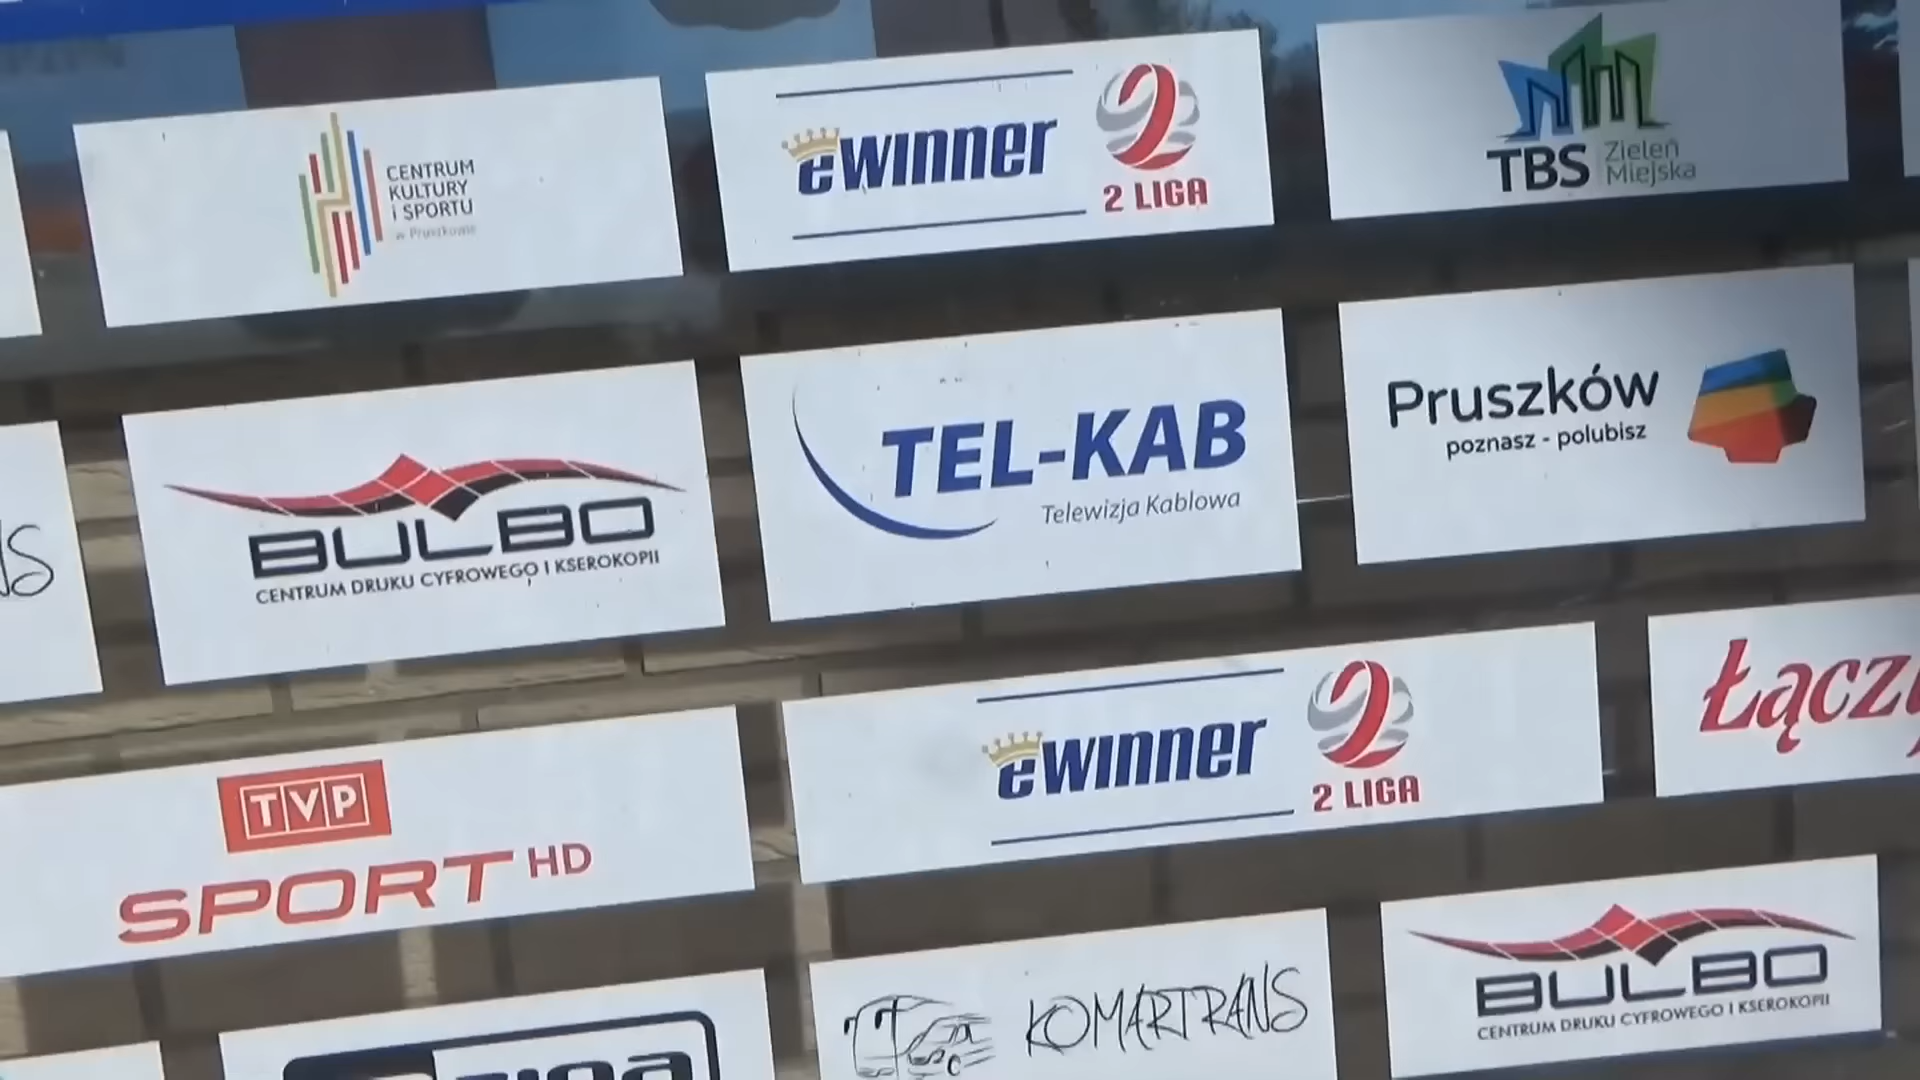 CENTRUM
KULTURY
i SPORTU
w Pruszkowie
eWINNER
2 LIGA
TBS Zieleń
Miejska
BULBO
CENTRUM DRUKU CYFROWEGO I KSEROKOPII
TEL-KAB
Telewizja Kablowa
Pruszków
poznasz - polubisz
TVP
SPORT HD
eWINNER
2 LIGA
KOMARTRANS
BULBO
CENTRUM DRUKU CYFROWEGO I KSEROKOPII